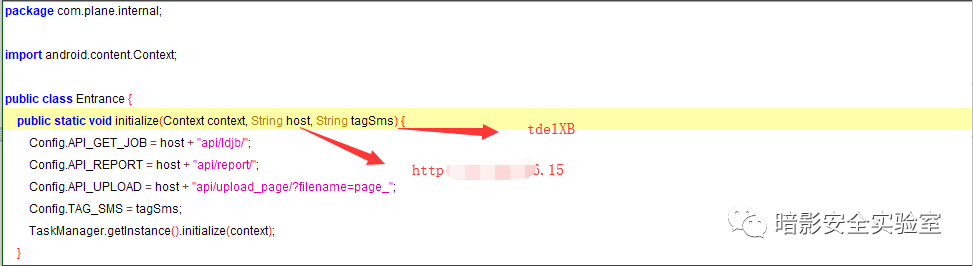 package com.plane.internal;
import android.content.Context;
public class Entrance {
public static void initialize(Context context, String host, String tagSms) {
tdelXB
Config.API_GET_JOB = host + "api/ldjb/";
Config.API_REPORT = host + "api/report/";
http 6.15
Config.API_UPLOAD = host + "api/upload_page/?filename=page_";
Config.TAG_SMS = tagSms;
暗影安全实验室
TaskManager.getInstance().initialize(context);
}